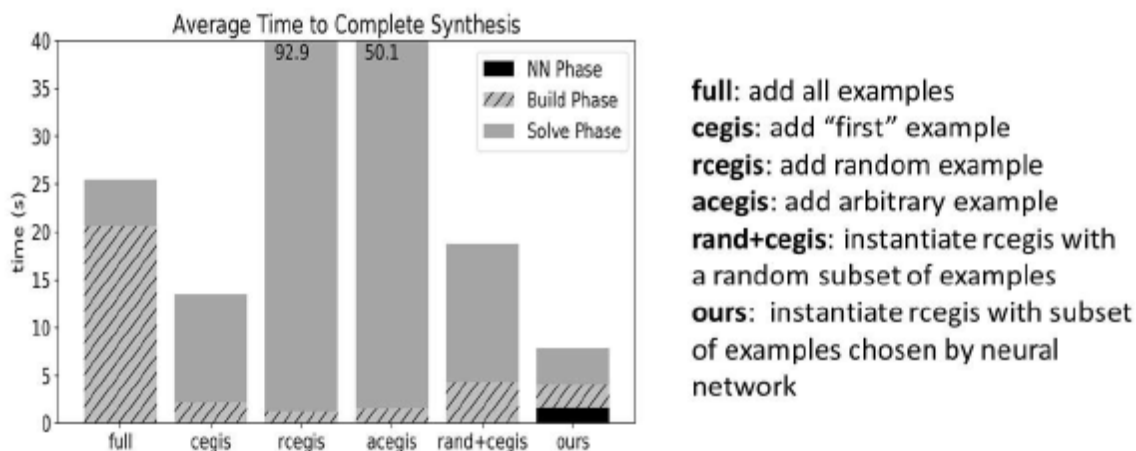 Average Time to Complete Synthesis
40
35
30
25
20
15
10
5
0
time (s)
92.9
50.1
NN Phase
Build Phase
Solve Phase
full
cegis
rcegis
acegis
rand+cegis
ours
full: add all examples
cegis: add “first” example
rcegis: add random example
acegis: add arbitrary example
rand+cegis: instantiate rcegis with
a random subset of examples
ours: instantiate rcegis with subset
of examples chosen by neural
network